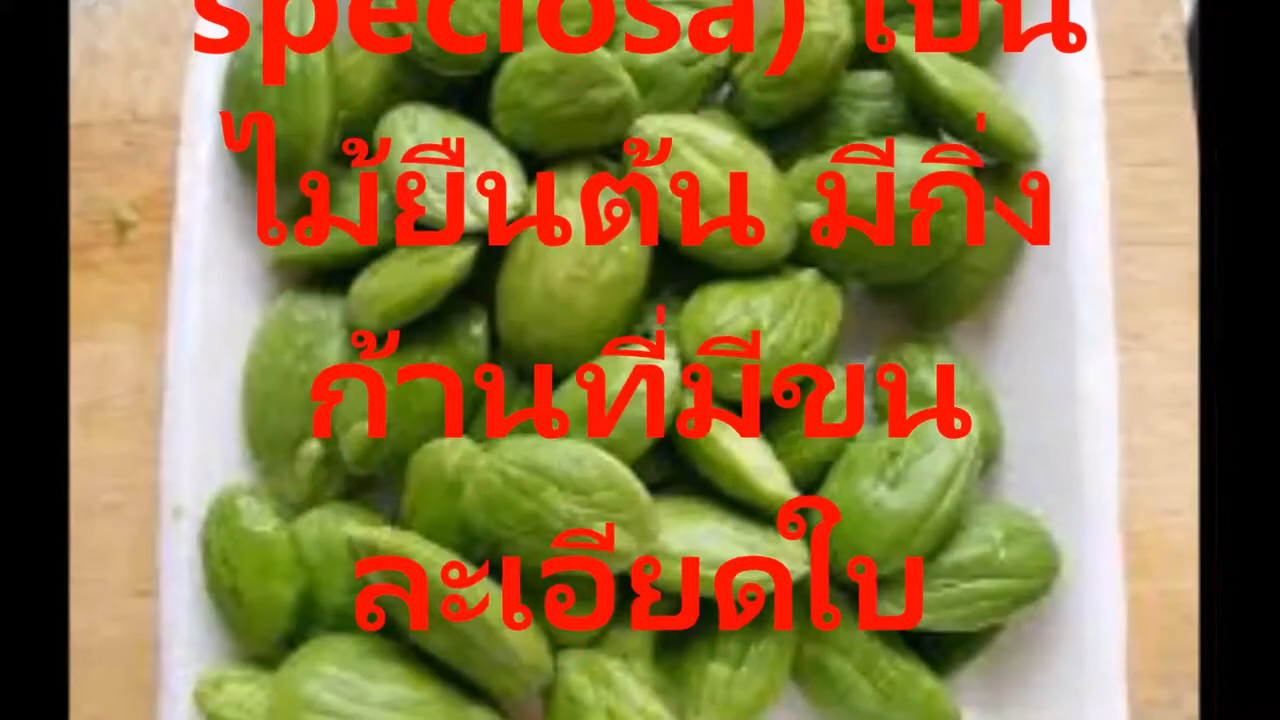 speciosa) เป็น
ไม้ยืนต้น มีกิ่ง
ก้านที่มีขน
ละเอียดใบ